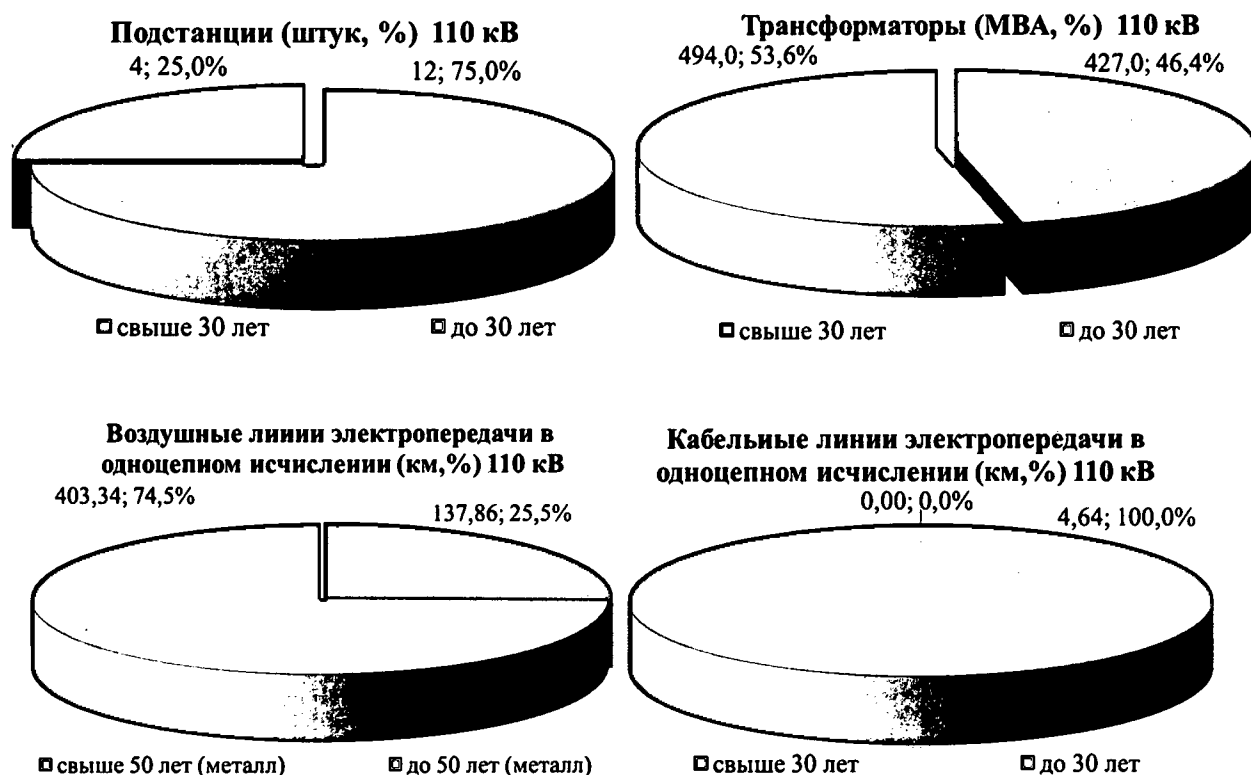 Подстанции (штук, %) 110 кВ
4; 25,0%
12; 75,0%
свыше 30 лет
до 30 лет
Трансформаторы (МВА, %) 110 кВ
494,0; 53,6%
427,0; 46,4%
свыше 30 лет
до 30 лет
Воздушные линии электропередачи в
одноцепном исчислении (км,%) 110 кВ
403,34; 74,5%
137,86; 25,5%
свыше 50 лет (металл)
до 50 лет (металл)
Кабельные линии электропередачи в
одноцепном исчислении (км,%) 110 кВ
0,00; 0,0%
4,64; 100,0%
свыше 30 лет
до 30 лет